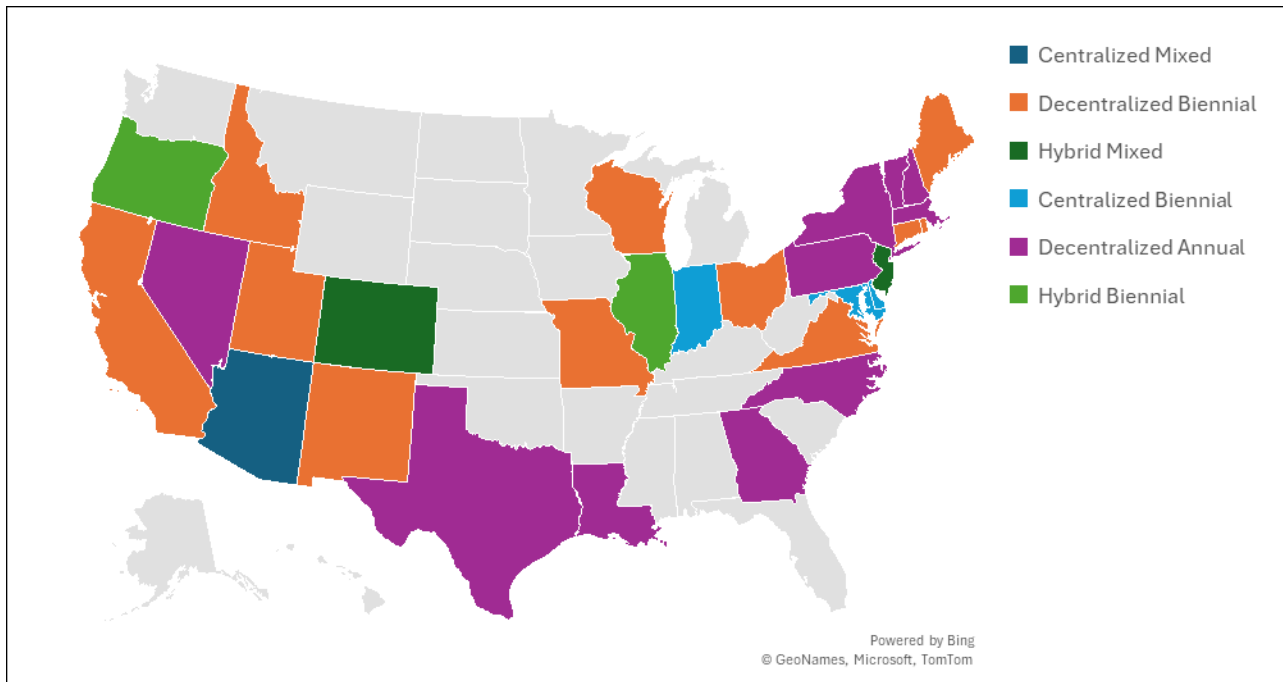 Centralized Mixed
Decentralized Biennial
Hybrid Mixed
Centralized Biennial
Decentralized Annual
Hybrid Biennial
Powered by Bing
© GeoNames, Microsoft, TomTom